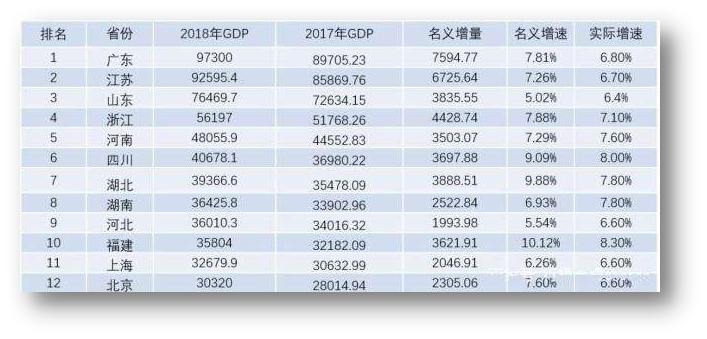 排名 省份 2018年GDP 2017年GDP 名义增量 名义增速 实际增速
1 广东 97300 89705.23 7594.77 7.81% 6.80%
2 江苏 92595.4 85869.76 6725.64 7.26% 6.70%
3 山东 76469.7 72634.15 3835.55 5.02% 6.4%
4 浙江 56197 51768.26 4428.74 7.88% 7.10%
5 河南 48055.9 44552.83 3503.07 7.29% 7.60%
6 四川 40678.1 36980.22 3697.88 9.09% 8.00%
7 湖北 39366.6 35478.09 3888.51 9.88% 7.80%
8 湖南 36425.8 33902.96 2522.84 6.93% 7.80%
9 河北 36010.3 34016.32 1993.98 5.54% 6.60%
10 福建 35804 32182.09 3621.91 10.12% 8.30%
11 上海 32679.9 30632.99 2046.91 6.26% 6.60%
12 北京 30320 28014.94 2305.06 7.60% 6.60%